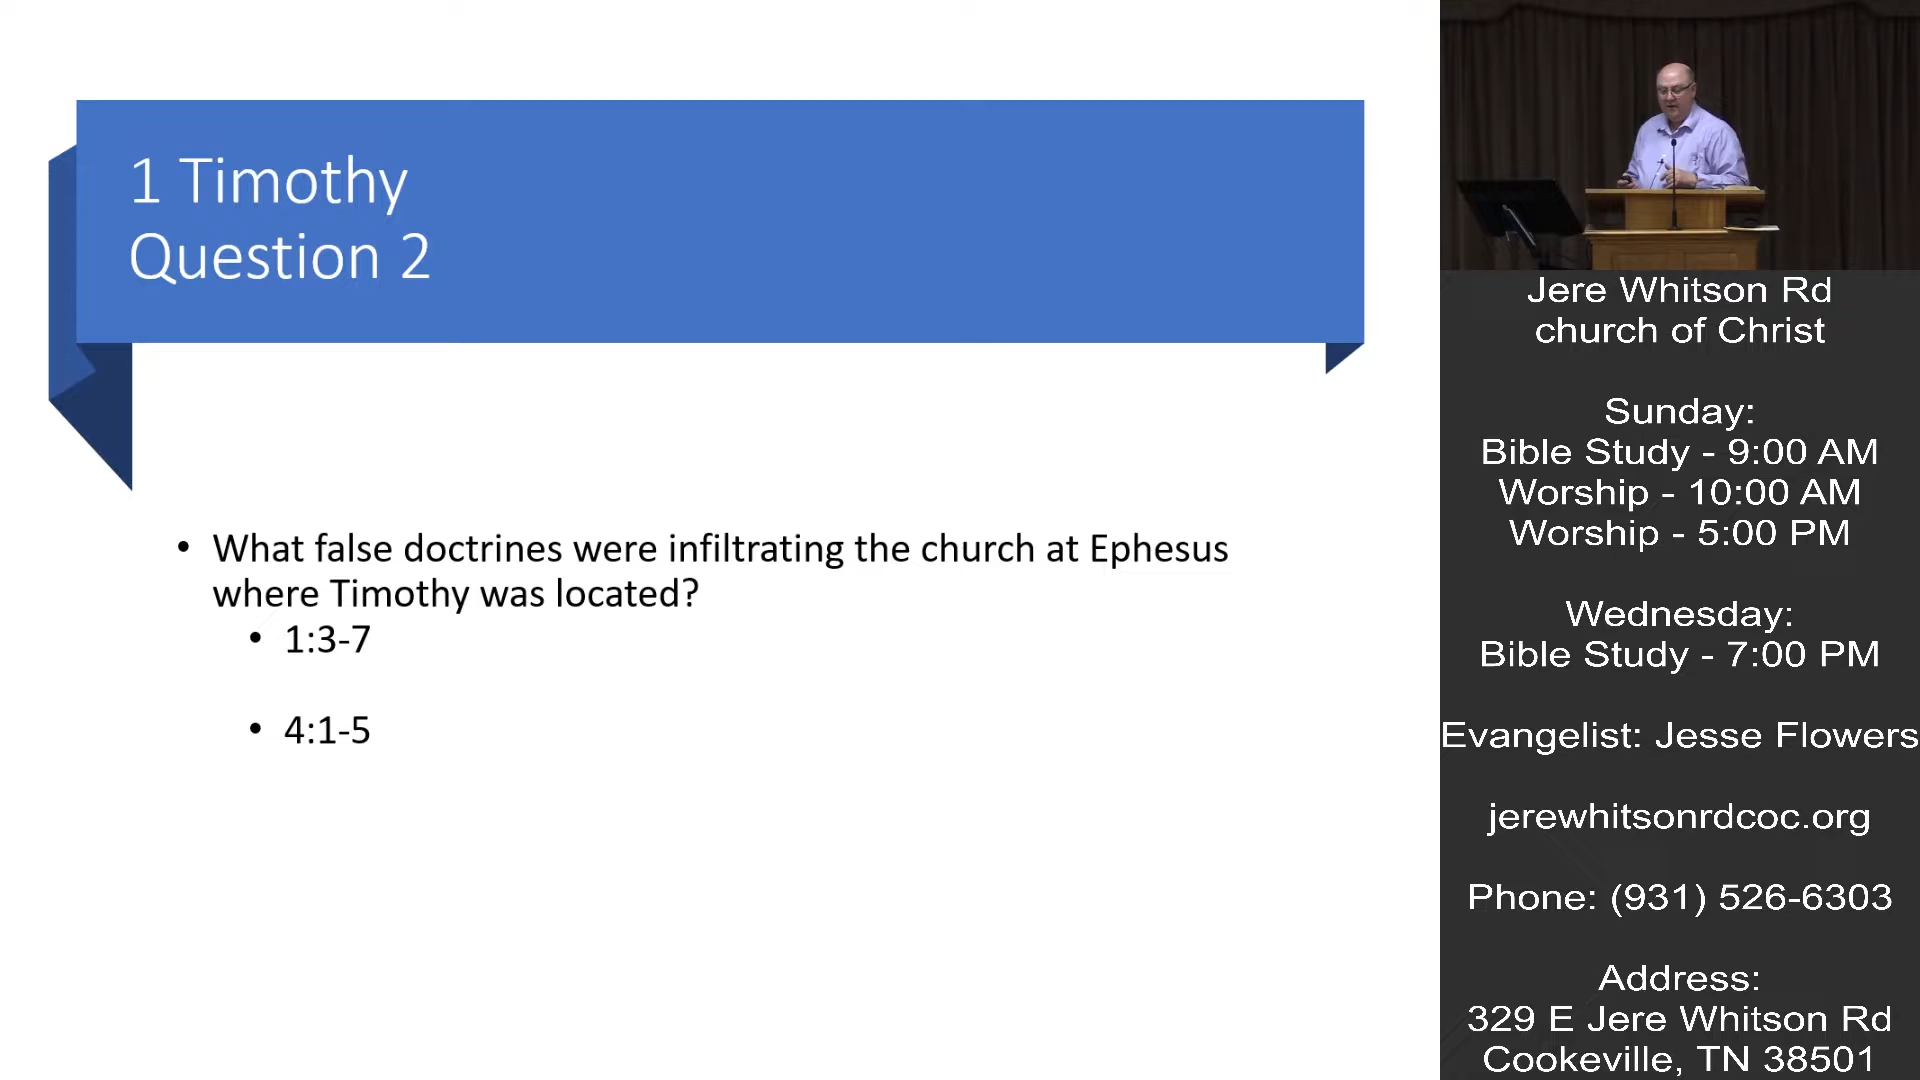 1 Timothy
Question 2
• What false doctrines were infiltrating the church at Ephesus
where Timothy was located?
• 1:3-7
• 4:1-5
Jere Whitson Rd
church of Christ
Sunday:
Bible Study - 9:00 AM
Worship - 10:00 AM
Worship - 5:00 PM
Wednesday:
Bible Study - 7:00 PM
Evangelist: Jesse Flowers
jerewhitsonrdcoc.org
Phone: (931) 526-6303
Address:
329 E Jere Whitson Rd
Cookeville, TN 38501